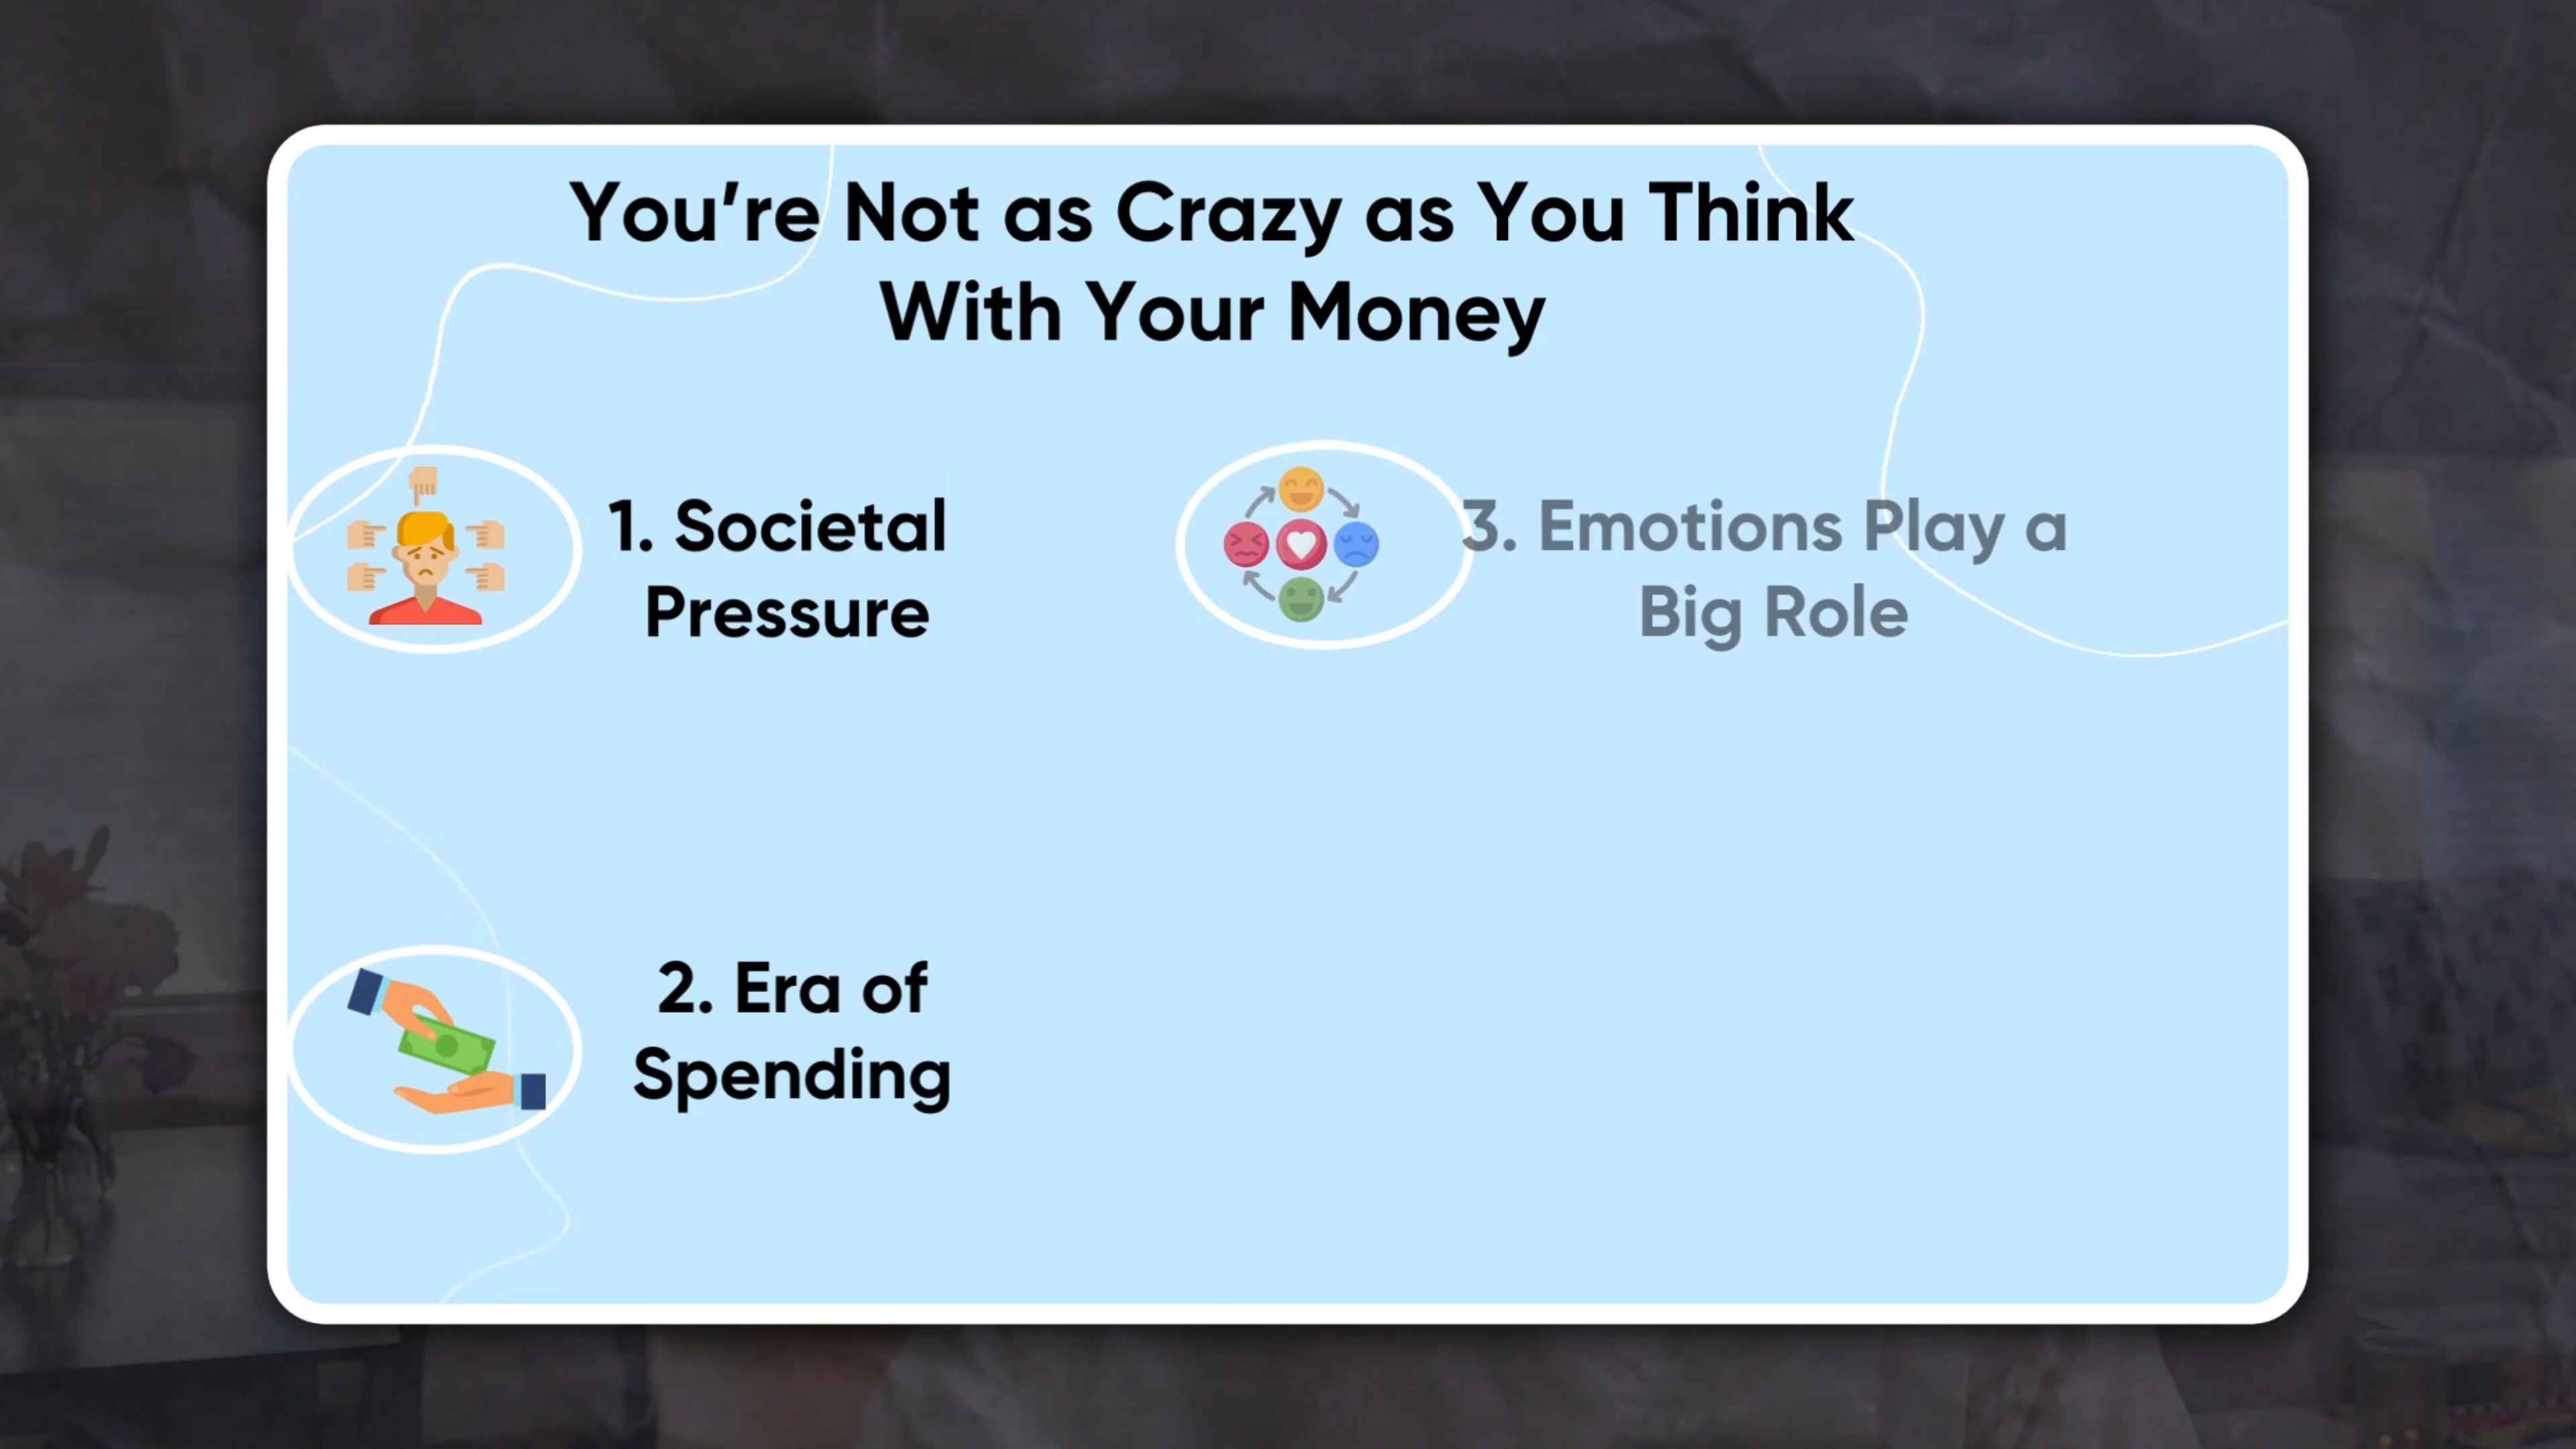 You’re Not as Crazy as You Think
With Your Money
1. Societal
Pressure
2. Era of
Spending
3. Emotions Play a
Big Role